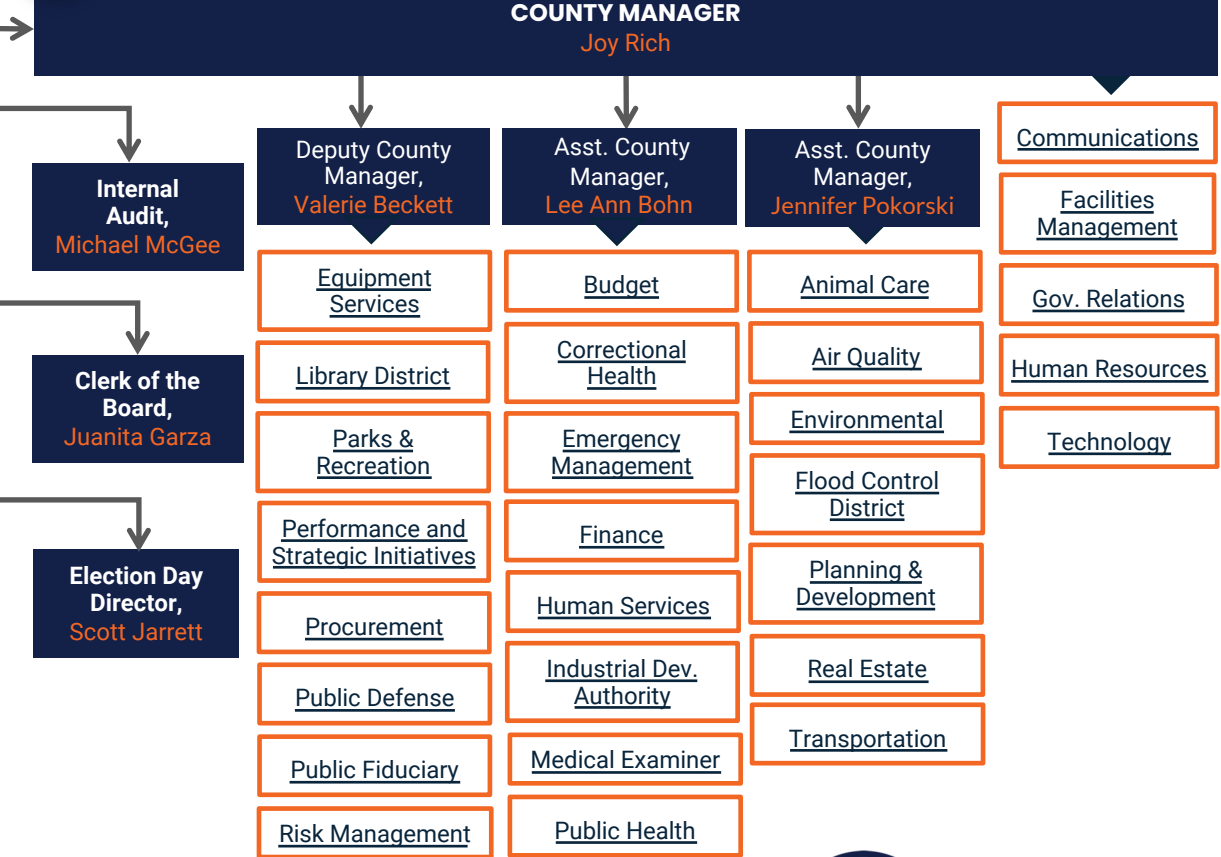 COUNTY MANAGER
Joy Rich
Internal
Audit,
Michael McGee
Clerk of the
Board,
Juanita Garza
Election Day
Director,
Scott Jarrett
Deputy County
Manager,
Valerie Beckett
Equipment
Services
Library District
Parks &
Recreation
Performance and
Strategic Initiatives
Procurement
Public Defense
Public Fiduciary
Risk Management
Asst. County
Manager,
Lee Ann Bohn
Budget
Correctional
Health
Emergency
Management
Finance
Human Services
Industrial Dev.
Authority
Medical Examiner
Public Health
Asst. County
Manager,
Jennifer Pokorski
Animal Care
Air Quality
Environmental
Flood Control
District
Planning &
Development
Real Estate
Transportation
Communications
Facilities
Management
Gov. Relations
Human Resources
Technology